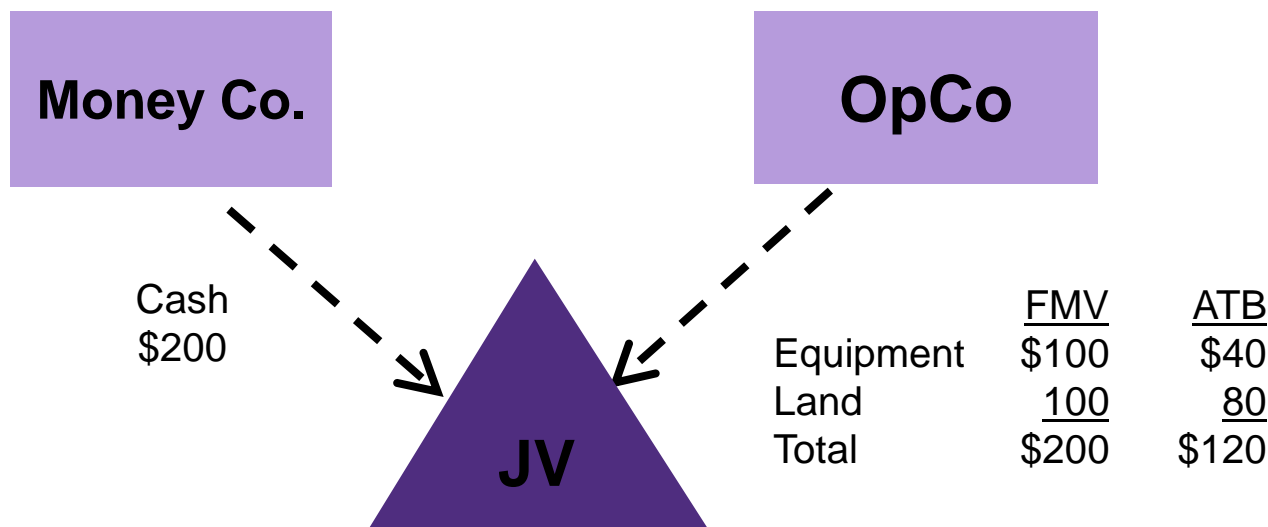 Money Co.
OpCo
Cash
$200
FMV ATB
Equipment $100 $40
Land 100 80
Total $200 $120
JV